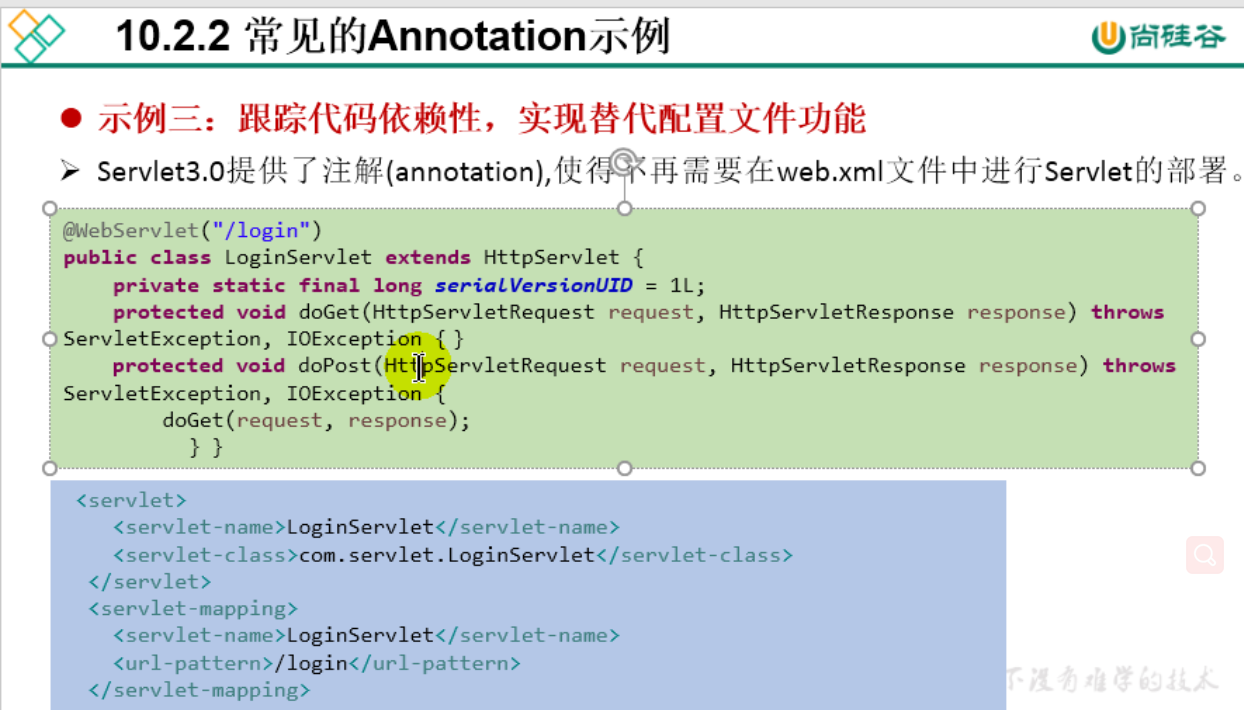 10.2.2 常见的Annotation示例
尚硅谷
示例三：跟踪代码依赖性，实现替代配置文件功能
Servlet3.0提供了注解(annotation),使得不再需要在web.xml文件中进行Servlet的部署。
@WebServlet("/login")
public class LoginServlet extends HttpServlet {
private static final long serialVersionUID = 1L;
protected void doGet(HttpServletRequest request, HttpServletResponse response) throws
ServletException, IOException { }
protected void doPost(HttpServletRequest request, HttpServletResponse response) throws
ServletException, IOException {
doGet(request, response);
} }
<servlet>
<servlet-name>LoginServlet</servlet-name>
<servlet-class>com.servlet.LoginServlet</servlet-class>
</servlet>
<servlet-mapping>
<servlet-name>LoginServlet</servlet-name>
<url-pattern>/login</url-pattern>
</servlet-mapping>
下没有难学的技术